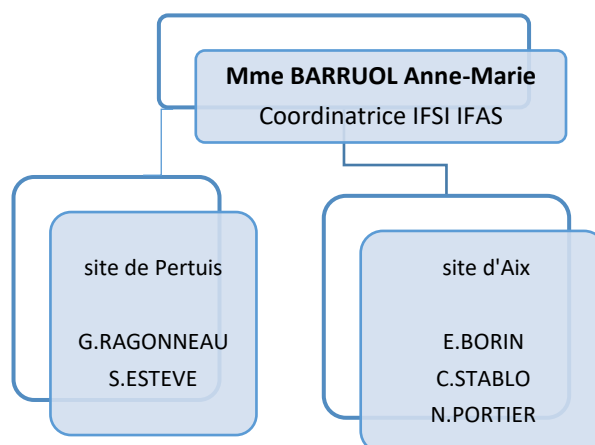 Mme BARRUOL Anne-Marie
Coordinatrice IFSI IFAS
site de Pertuis
G.RAGONNEAU
S.ESTEVE
site d'Aix
E.BORIN
C.STABLO
N.PORTIER